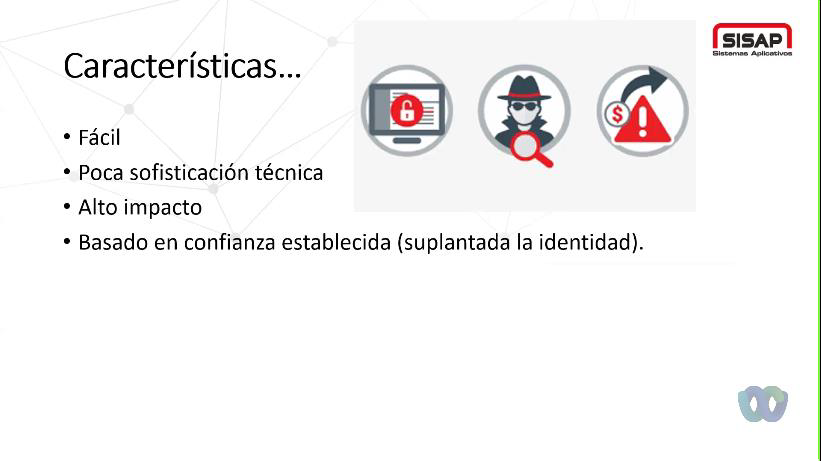 Características...
SISAP
Sistemas Aplicativos
• Fácil
• Poca sofisticación técnica
• Alto impacto
• Basado en confianza establecida (suplantada la identidad).
$
!